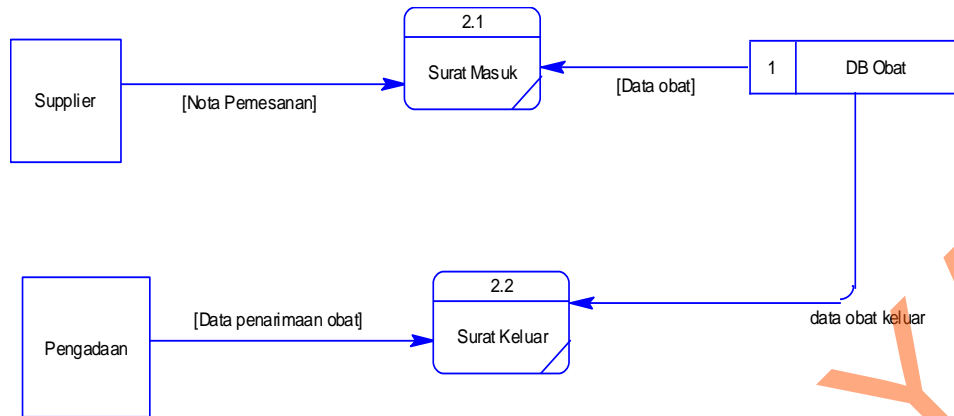 2.1
Surat Masuk
Supplier
[Nota Pemesanan]
[Data obat]
1
DB Obat
2.2
Surat Keluar
Pengadaan
[Data penarimaan obat]
data obat keluar